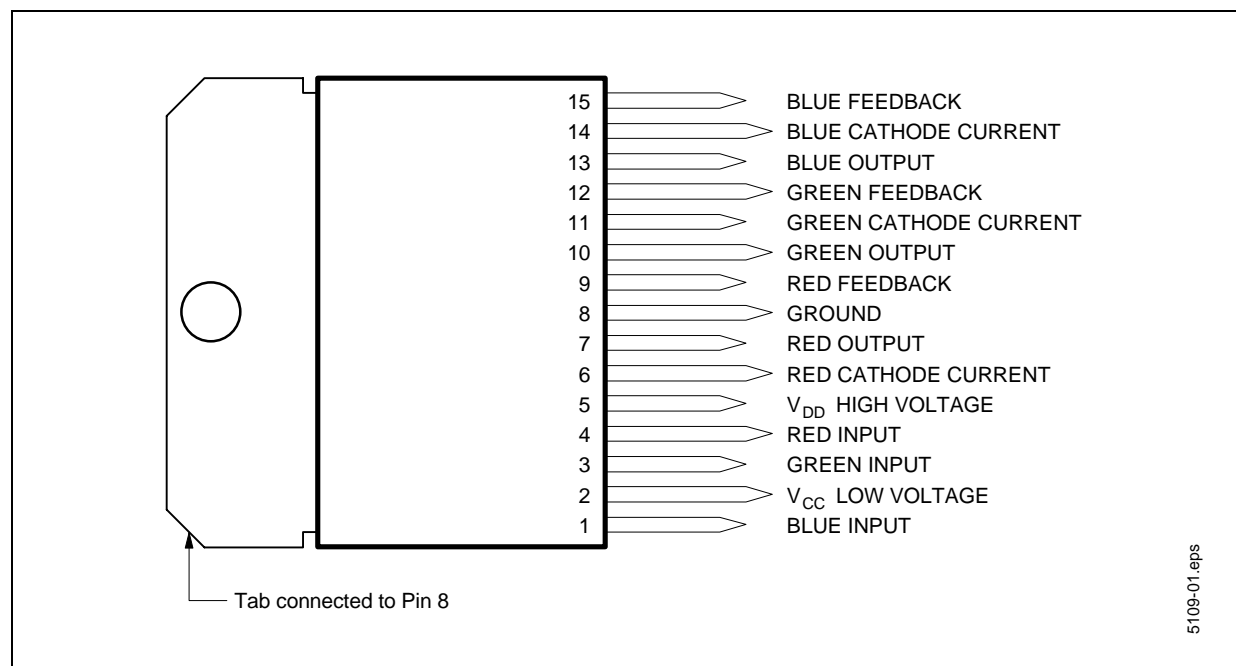 15 BLUE FEEDBACK
14 BLUE CATHODE CURRENT
13 BLUE OUTPUT
12 GREEN FEEDBACK
11 GREEN CATHODE CURRENT
10 GREEN OUTPUT
9 RED FEEDBACK
8 GROUND
7 RED OUTPUT
6 RED CATHODE CURRENT
5 VDD HIGH VOLTAGE
4 RED INPUT
3 GREEN INPUT
2 VCC LOW VOLTAGE
1 BLUE INPUT
Tab connected to Pin 8
5109-01.eps